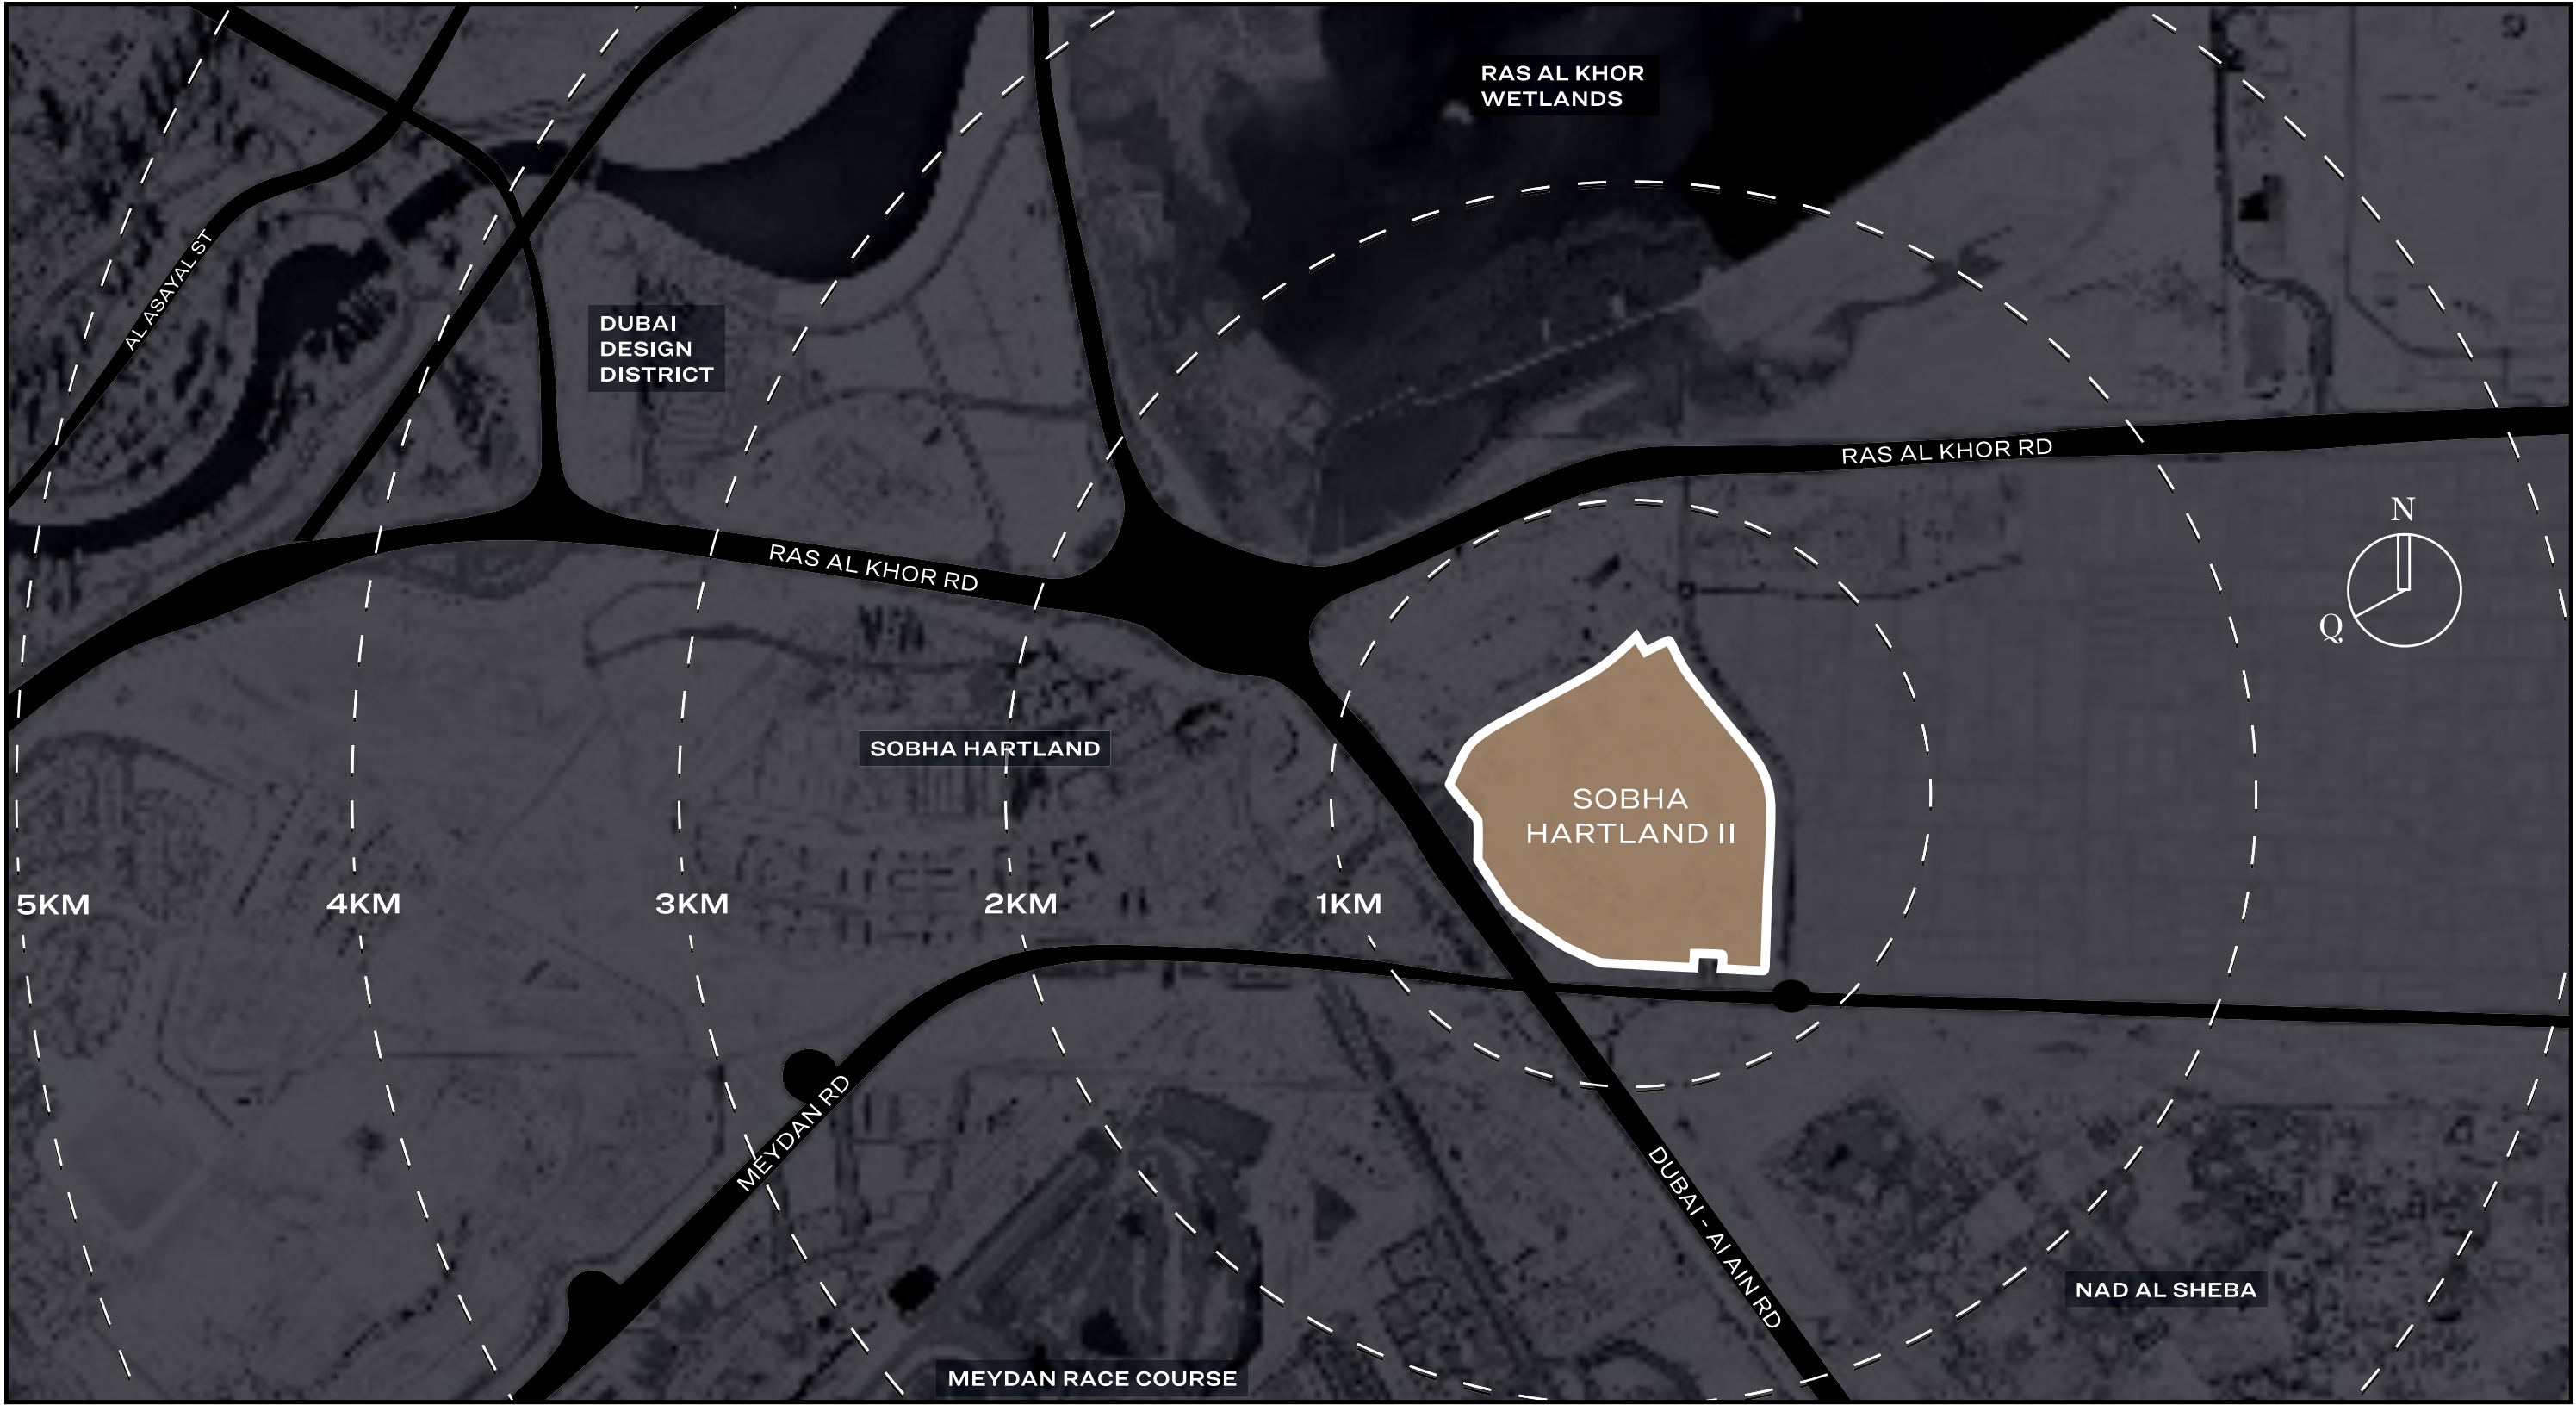 RAS AL KHOR
WETLANDS
AL ASAYAL ST
DUBAI
DESIGN
DISTRICT
RAS AL KHOR RD
N
Q
RAS AL KHOR RD
SOBHA HARTLAND
SOBHA
HARTLAND II
5KM
4KM
3KM
2KM
1KM
MEYDAN RD
DUBAI - Al AIN RD
NAD AL SHEBA
MEYDAN RACE COURSE